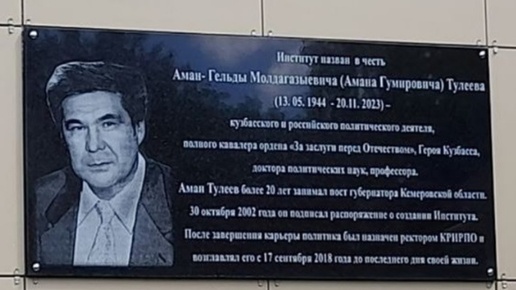 Институт назван в честь
Аман- Гельды Молдагазыевича (Амана Гумировича) Тулеева
(13. 05. 1944 - 20.11. 2023) –
кузбасского и российского политического деятеля,
полного кавалера ордена «За заслуги перед Отечеством», Героя Кузбасса,
доктора политических наук, профессора.
Аман Тулеев более 20 лет занимал пост губернатора Кемеровской области.
30 октября 2002 года он подписал распоряжение о создании Института.
После завершения карьеры политика был назначен ректором КРИРПО и
возглавлял его с 17 сентября 2018 года до последнего дня своей жизни.